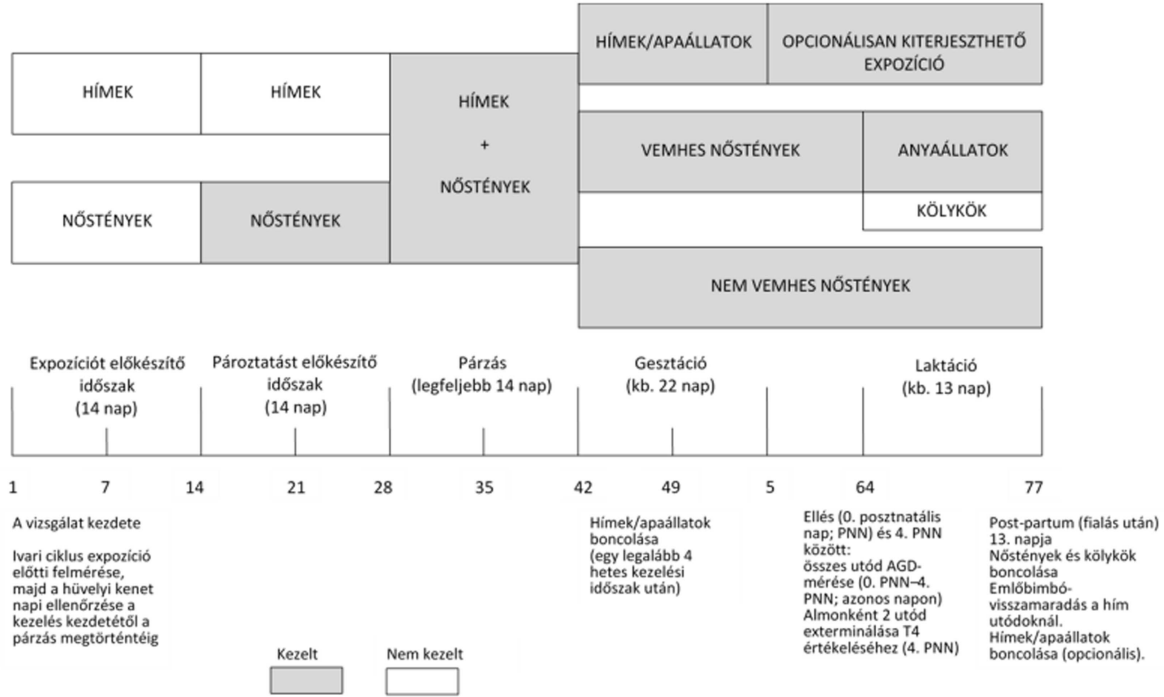 HÍMEK/APAÁLLATOK
OPCIONÁLISAN KITERJESZTHETŐ
EXPOZÍCIÓ
HÍMEK
HÍMEK
HÍMEK
+
NŐSTÉNYEK
VEMHES NŐSTÉNYEK
ANYAÁLLATOK
KÖLYKÖK
NŐSTÉNYEK
NŐSTÉNYEK
NEM VEMHES NŐSTÉNYEK
Expozíciót előkészítő
időszak
(14 nap)
Pároztatást előkészítő
időszak
(14 nap)
Párzás
(legfeljebb 14 nap)
Gesztáció
(kb. 22 nap)
Laktáció
(kb. 13 nap)
1 7 14 21 28 35 42 49 5 64 77
A vizsgálat kezdete
Ivari ciklus expozíció
előtti felmérése,
majd a hüvelyi kenet
napi ellenőrzése a
kezelés kezdetétől a
párzás megtörténtéig
Hímek/apaállatok
boncolása
(egy legalább 4
hetes kezelési
időszak után)
Ellés (0. posztnatális
nap; PNN) és 4. PNN
között:
összes utód AGD-
mérése (0. PNN–4.
PNN; azonos napon)
Almonként 2 utód
exterminálása T4
értékeléséhez (4. PNN)
Post-partum (fialás után)
13. napja
Nőstények és kölykök
boncolása
Emlőbimbó-
visszamaradás a hím
utódoknál.
Hímek/apaállatok
boncolása (opcionális).
Kezelt
Nem kezelt